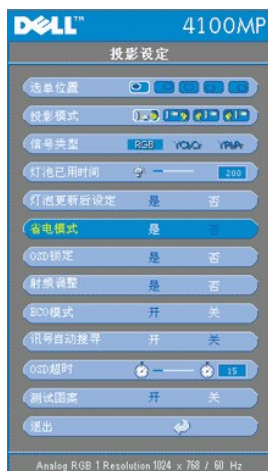 DELL™ 4100MP
投影设定
选单位置
投影模式
信号类型 RGB YCbCr YPbPr
灯泡已用时间 200
灯泡更新后设定 是 否
省电模式 是 否
OSD锁定 是 否
射频调整 是 否
ECO模式 开 关
讯号自动搜寻 开 关
OSD超时 15
测试图案 开 关
退出
Analog RGB 1 Resolution 1024 x 768 / 60 Hz